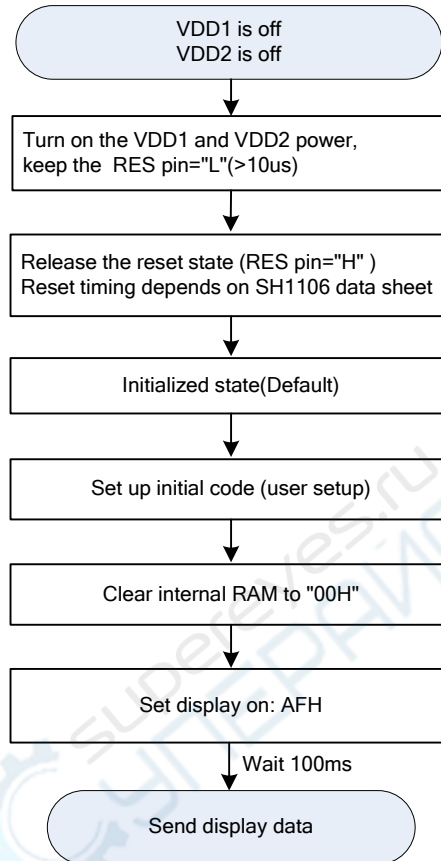 VDD1 is off
VDD2 is off
Turn on the VDD1 and VDD2 power,
keep the  RES pin="L"(>10us)
Release the reset state (RES pin="H" )
Reset timing depends on SH1106 data sheet
Initialized state(Default)
Set up initial code (user setup)
Clear internal RAM to "00H"
Set display on: AFH
Wait 100ms
Send display data
supereyes.ru